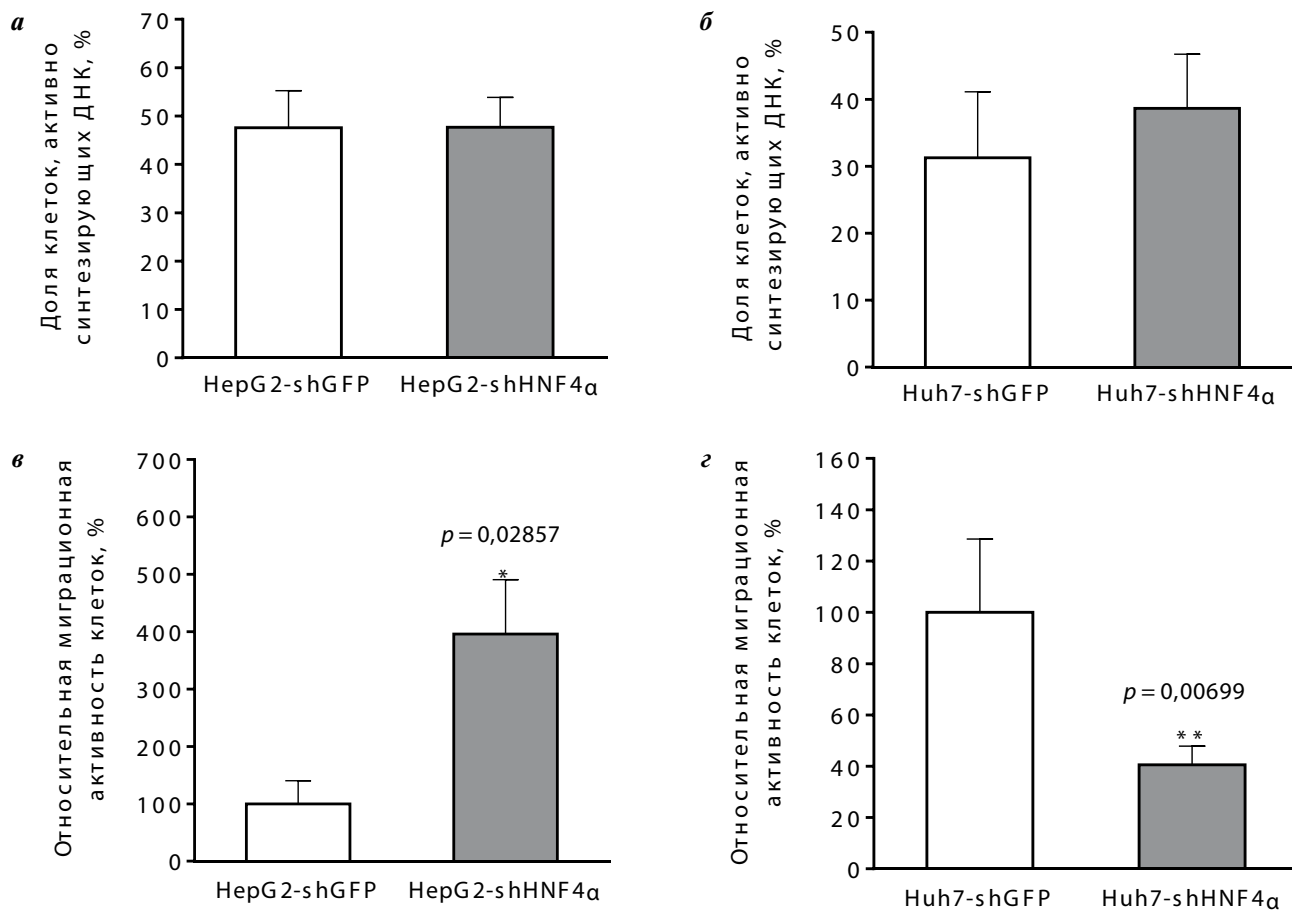 а
Доля клеток, активно
синтезирующих ДНК, %
70
60
50
40
30
20
10
0
HepG2-shGFP
HepG2-shHNF4α
б
Доля клеток, активно
синтезирующих ДНК, %
50
40
30
20
10
0
Huh7-shGFP
Huh7-shHNF4α
в
Относительная миграционная
активность клеток, %
700
600
500
400
300
200
100
0
p = 0,02857
*
HepG2-shGFP
HepG2-shHNF4α
г
Относительная миграционная
активность клеток, %
160
140
120
100
80
60
40
20
0
p = 0,00699
**
Huh7-shGFP
Huh7-shHNF4α